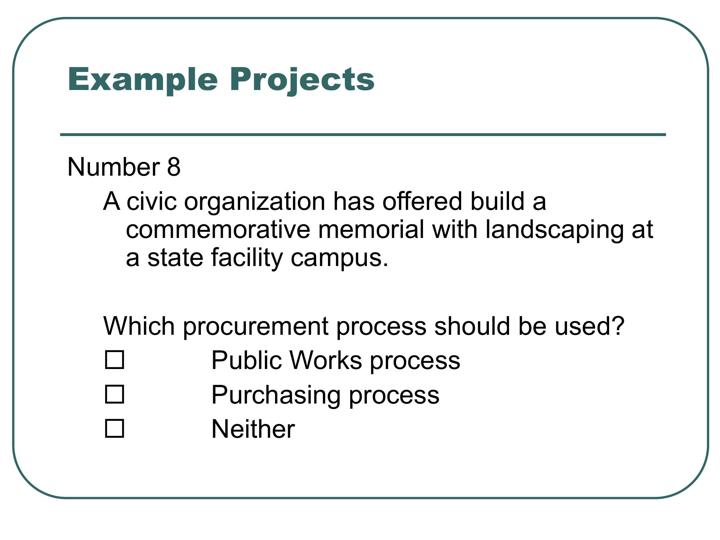 Example Projects
Number 8
A civic organization has offered build a
commemorative memorial with landscaping at
a state facility campus.
Which procurement process should be used?
☐ Public Works process
☐ Purchasing process
☐ Neither